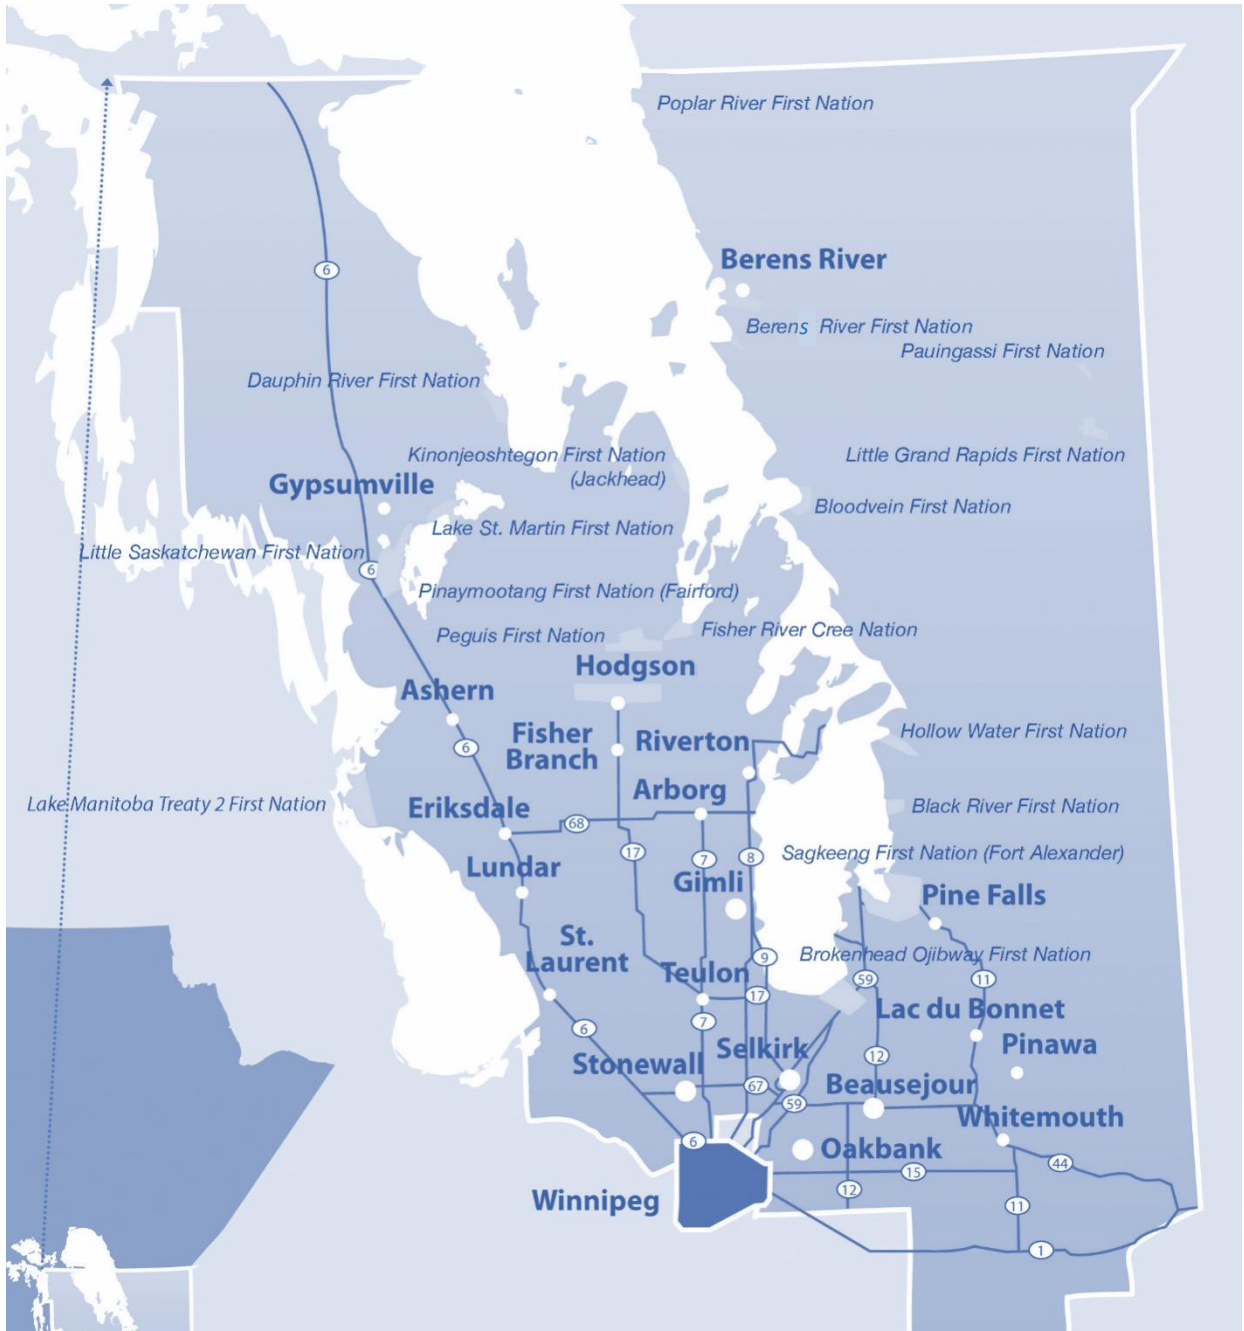 Poplar River First Nation
Berens River
6
Berens River First Nation
Pauingassi First Nation
Dauphin River First Nation
Kinonjeoshtegon First Nation
(Jackhead)
Little Grand Rapids First Nation
Gypsumville
Bloodvein First Nation
Lake St. Martin First Nation
Little Saskatchewan First Nation
6
Pinaymootang First Nation (Fairford)
Peguis First Nation
Fisher River Cree Nation
Hodgson
Ashern
Fisher
Branch
Riverton
Hollow Water First Nation
6
Arborg
Lake Manitoba Treaty 2 First Nation
Eriksdale
Black River First Nation
68
17
7
8
Sagkeeng First Nation (Fort Alexander)
Lundar
Gimli
Pine Falls
St.
Laurent
Brokenhead Ojibway First Nation
9
Teulon
59
11
17
Lac du Bonnet
7
6
Selkirk
Pinawa
Stonewall
12
67
Beausejour
59
Whitemouth
6
Oakbank
44
15
12
Winnipeg
11
1